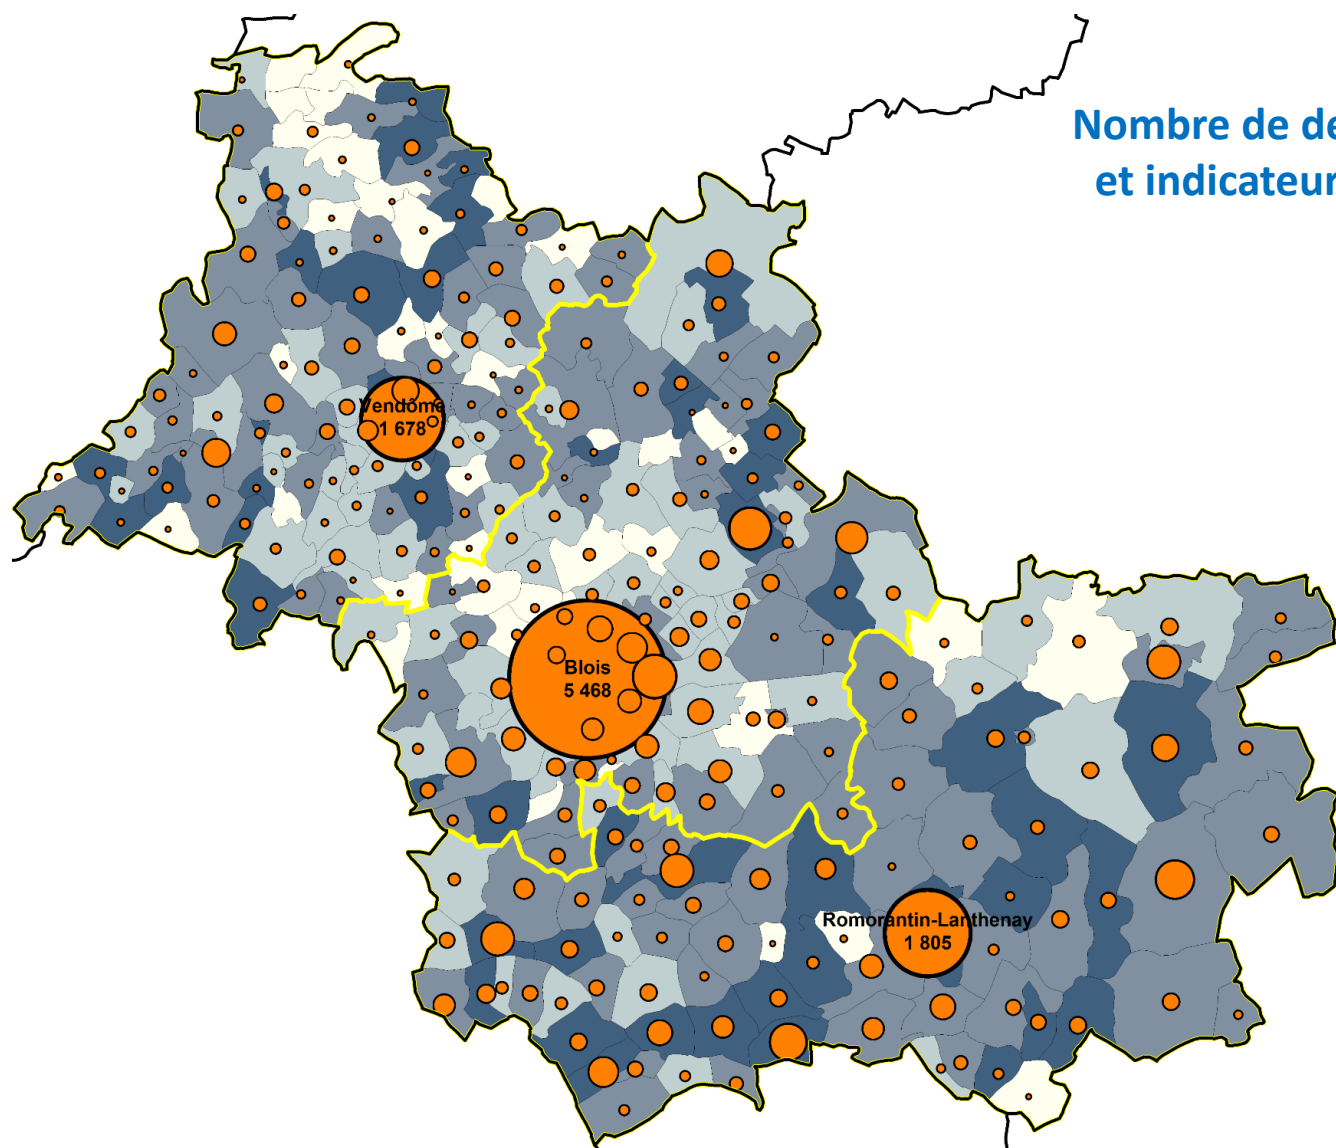 Nombre de de
et indicateur
Vendôme
1 678
Blois
5 468
Romorantin-Lanthenay
1 805